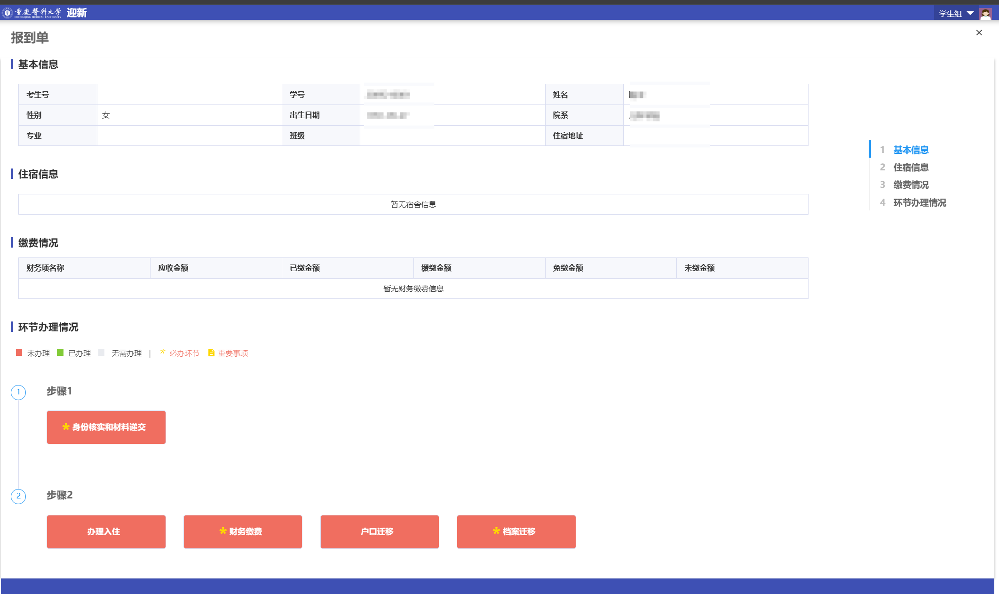 重庆医科大学 迎新
CHONGQING MEDICAL UNIVERSITY
学生组
报到单
基本信息
考生号 学号 姓名
性别 女 出生日期 院系
专业 班级 住宿地址
1 基本信息
2 住宿信息
3 缴费情况
4 环节办理情况
住宿信息
暂无宿舍信息
缴费情况
财务项名称 应收金额 已缴金额 缓缴金额 免缴金额 未缴金额
暂无财务缴费信息
环节办理情况
未办理 已办理 无需办理 | * 必办环节 重要事项
1 步骤1
* 身份核实和材料递交
2 步骤2
办理入住 * 财务缴费 户口迁移 * 档案迁移